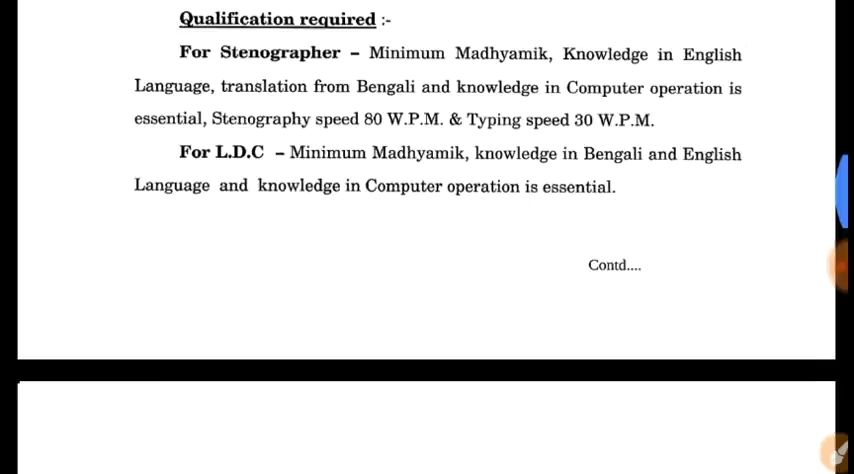 Qualification required :-
For Stenographer – Minimum Madhyamik, Knowledge in English
Language, translation from Bengali and knowledge in Computer operation is
essential, Stenography speed 80 W.P.M. & Typing speed 30 W.P.M.
For L.D.C – Minimum Madhyamik, knowledge in Bengali and English
Language and knowledge in Computer operation is essential.
Contd....